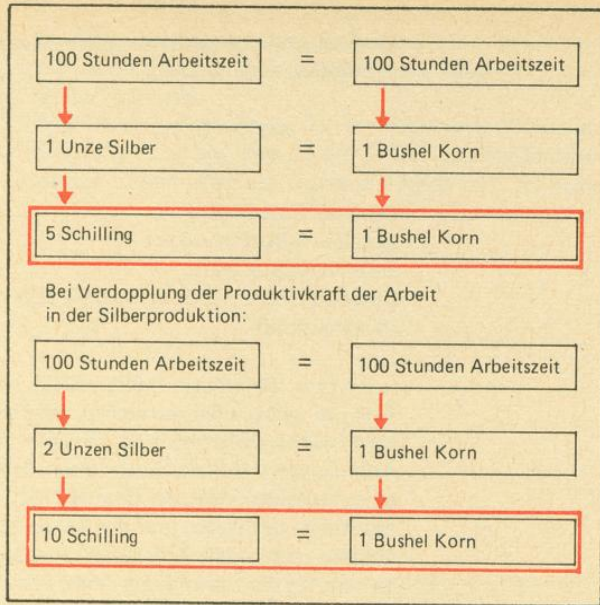 100 Stunden Arbeitszeit = 100 Stunden Arbeitszeit
1 Unze Silber = 1 Bushel Korn
5 Schilling = 1 Bushel Korn
Bei Verdopplung der Produktivkraft der Arbeit
in der Silberproduktion:
100 Stunden Arbeitszeit = 100 Stunden Arbeitszeit
2 Unzen Silber = 1 Bushel Korn
10 Schilling = 1 Bushel Korn